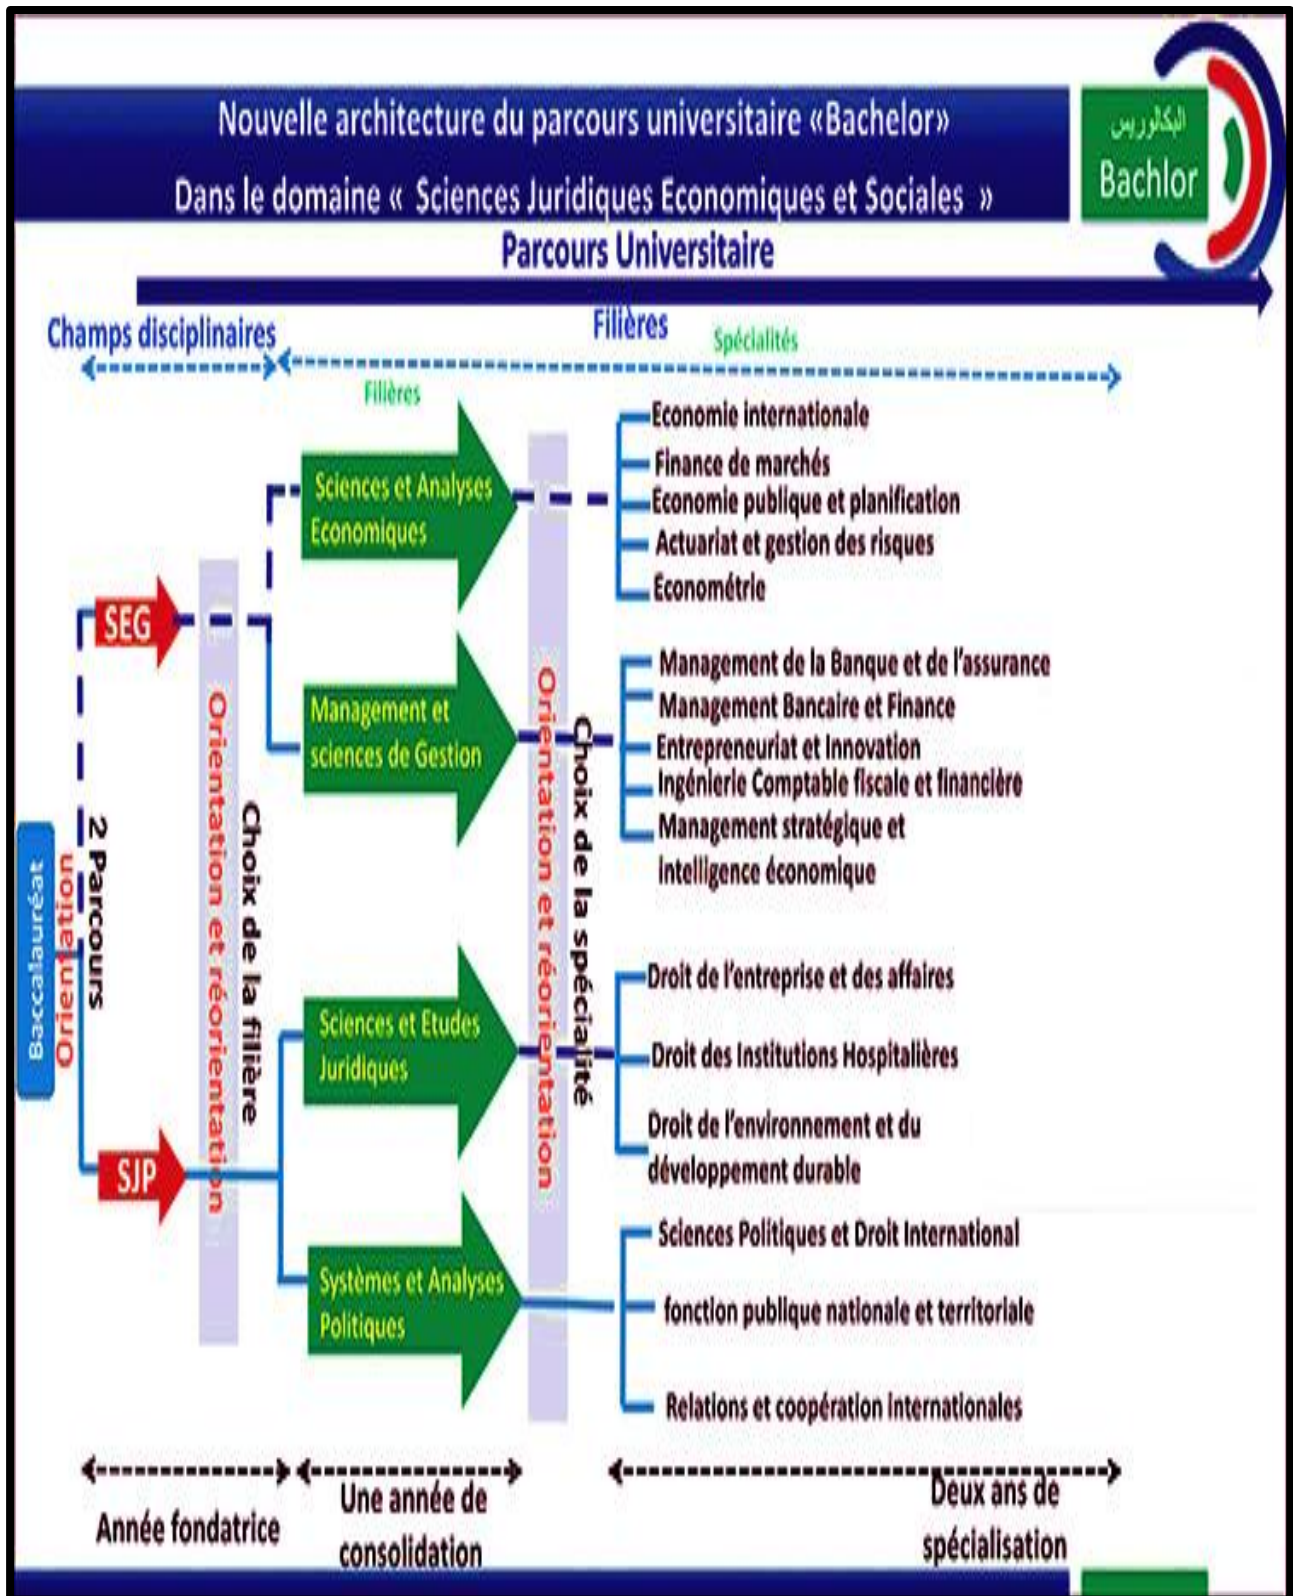 Nouvelle architecture du parcours universitaire «Bachelor»
Dans le domaine « Sciences Juridiques Economiques et Sociales »
البكالوريس
Bachlor
Parcours Universitaire
Champs disciplinaires
Filières
Spécialités
Filières
Baccalauréat
Orientation
2 Parcours
SEG
SJP
Orientation et réorientation
Choix de la filière
Sciences et Analyses
Economiques
Management et
sciences de Gestion
Sciences et Etudes
Juridiques
Systèmes et Analyses
Politiques
Orientation et réorientation
Choix de la spécialité
Economie internationale
Finance de marchés
Economie publique et planification
Actuariat et gestion des risques
Econométrie
Management de la Banque et de l'assurance
Management Bancaire et Finance
Entrepreneuriat et Innovation
Ingénierie Comptable fiscale et financière
Management stratégique et
intelligence économique
Droit de l'entreprise et des affaires
Droit des Institutions Hospitalières
Droit de l'environnement et du
développement durable
Sciences Politiques et Droit International
fonction publique nationale et territoriale
Relations et coopération internationales
Année fondatrice
Une année de
consolidation
Deux ans de
spécialisation